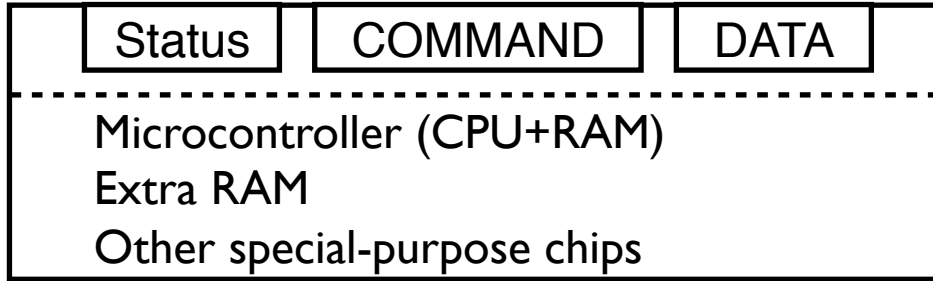 Status COMMAND DATA
Microcontroller (CPU+RAM)
Extra RAM
Other special-purpose chips